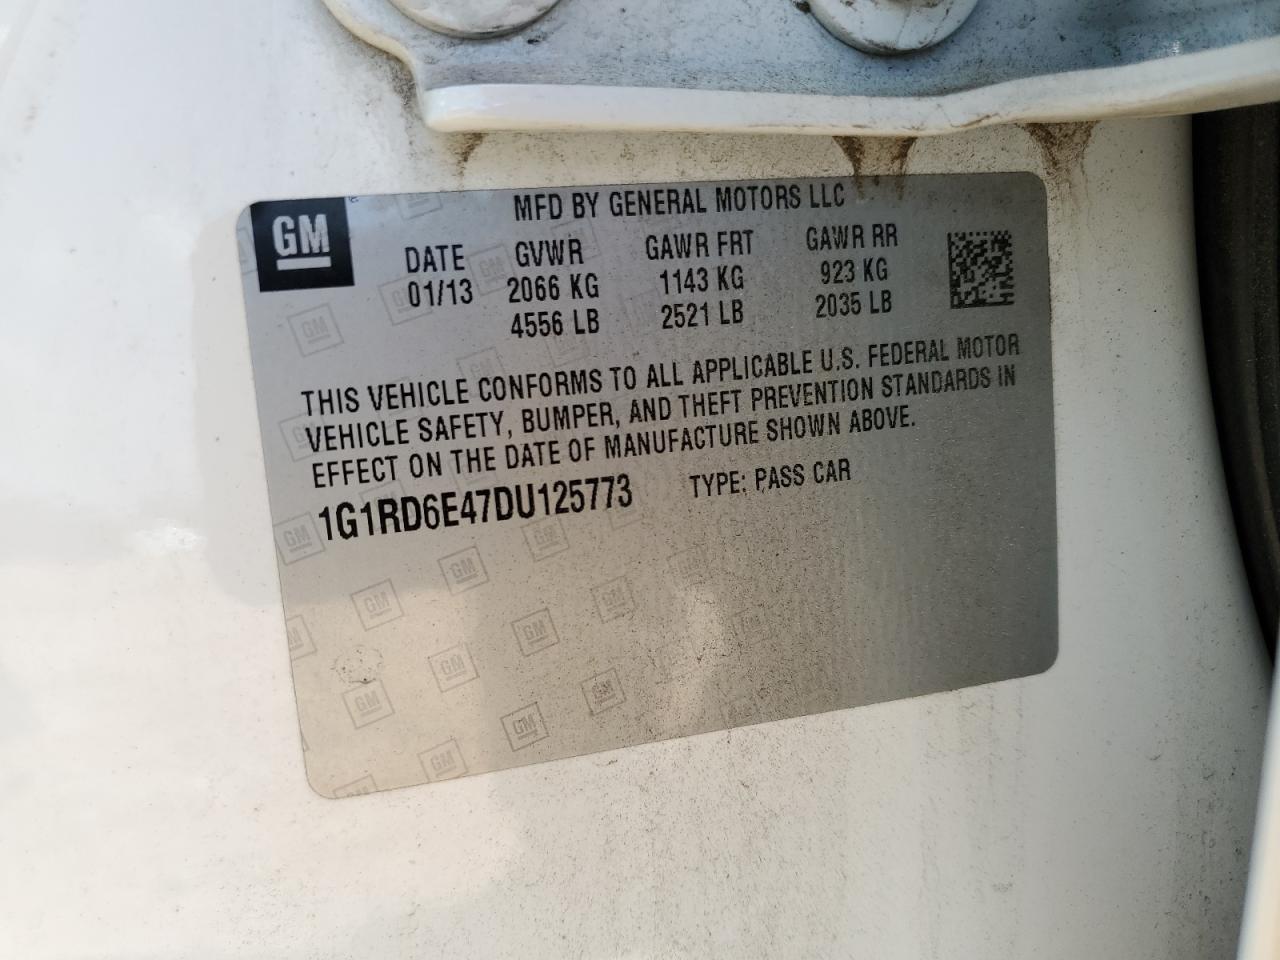 GM
MFD BY GENERAL MOTORS LLC
DATE GVWR GAWR FRT GAWR RR
01/13 2066 KG 1143 KG 923 KG
4556 LB 2521 LB 2035 LB
THIS VEHICLE CONFORMS TO ALL APPLICABLE U.S. FEDERAL MOTOR
VEHICLE SAFETY, BUMPER, AND THEFT PREVENTION STANDARDS IN
EFFECT ON THE DATE OF MANUFACTURE SHOWN ABOVE.
1G1RD6E47DU125773 TYPE: PASS CAR